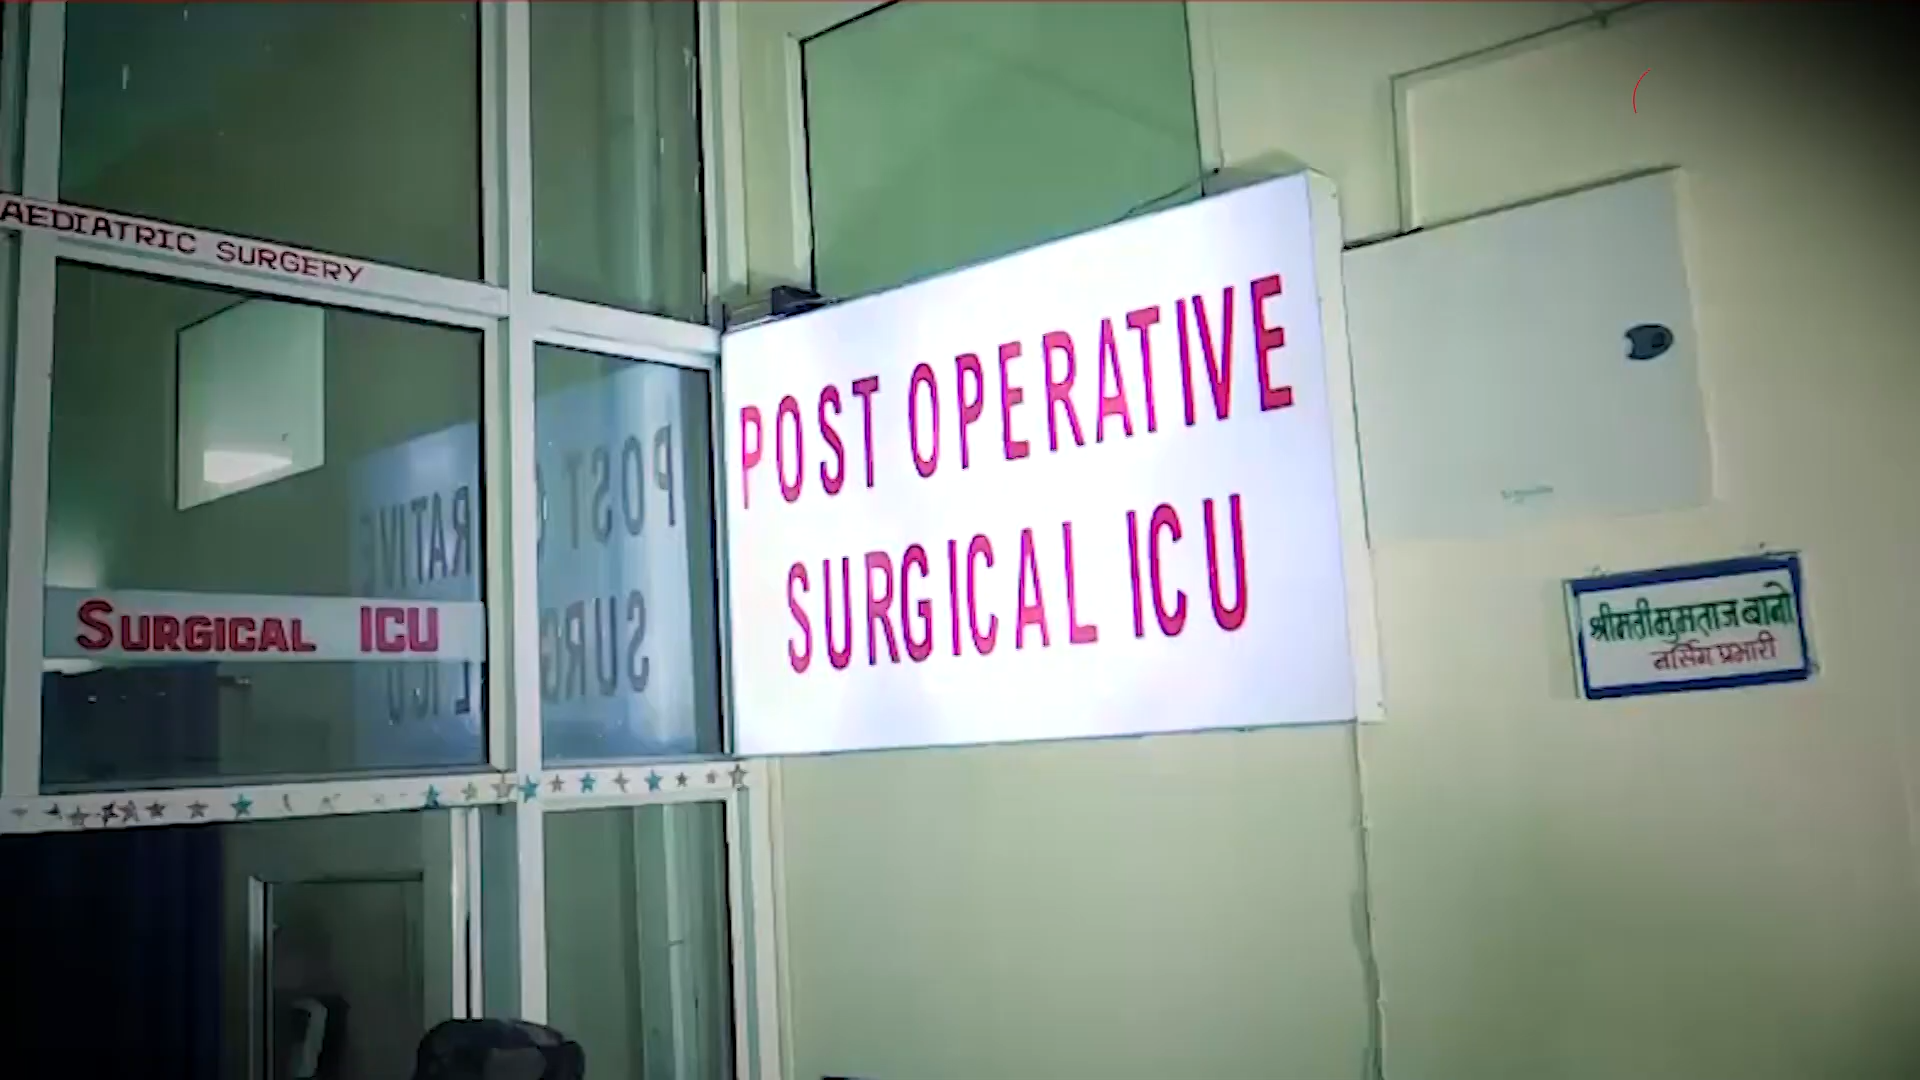 AEDIATRIC SURGERY
SURGICAL ICU
POST OPERATIVE
SURGICAL ICU
श्रीमती मुमताज बानो
नर्सिंग प्रभारी